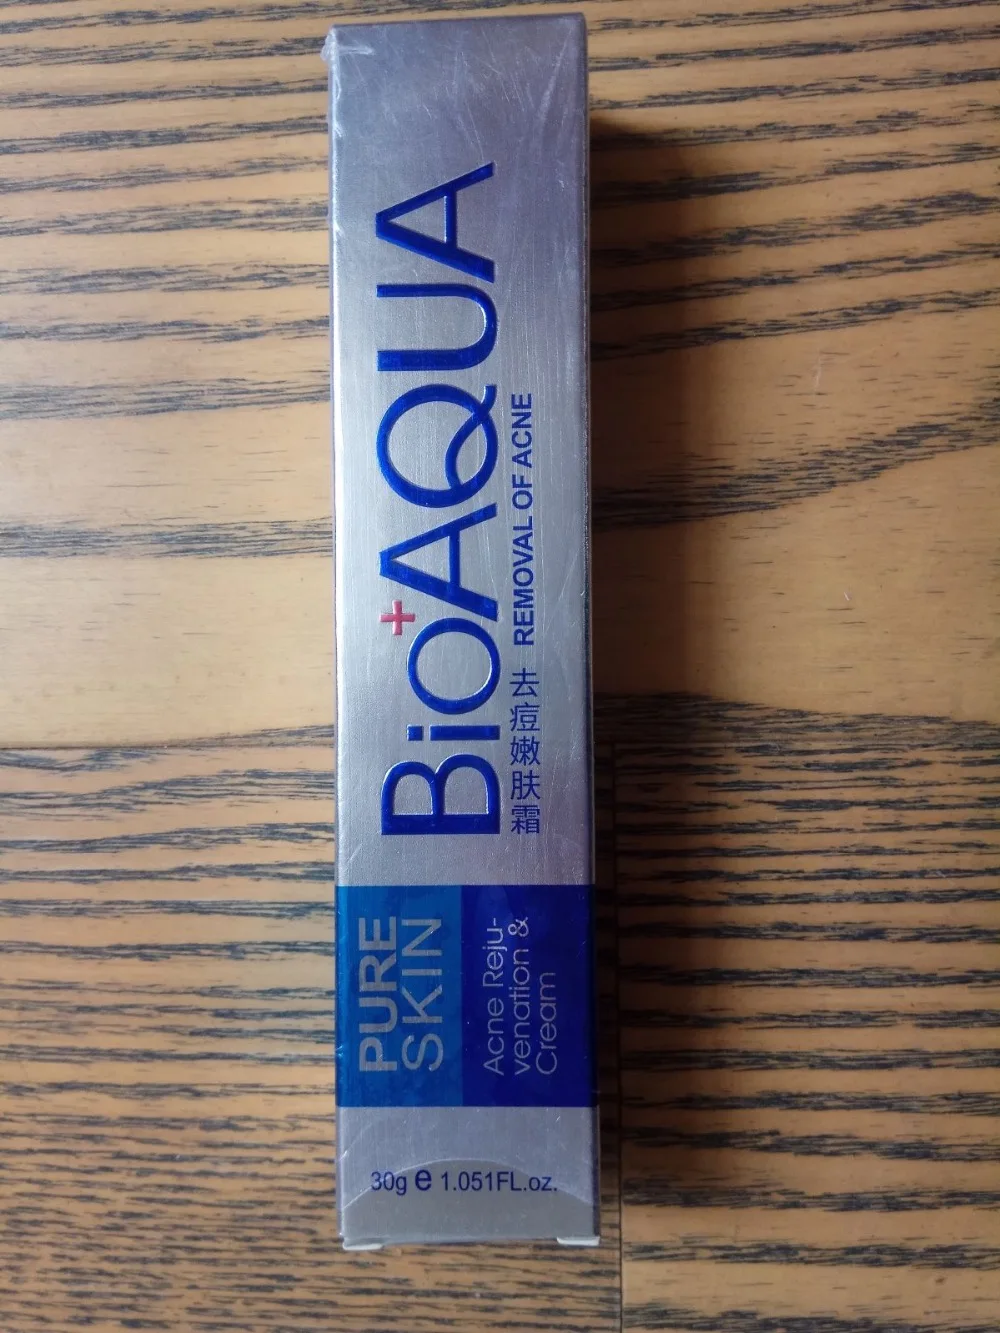 BioAQUA
去痘嫩肤霜 REMOVAL OF ACNE
PURE
SKIN
Acne Reju-
venation &
Cream
30g e 1.051FL.oz.